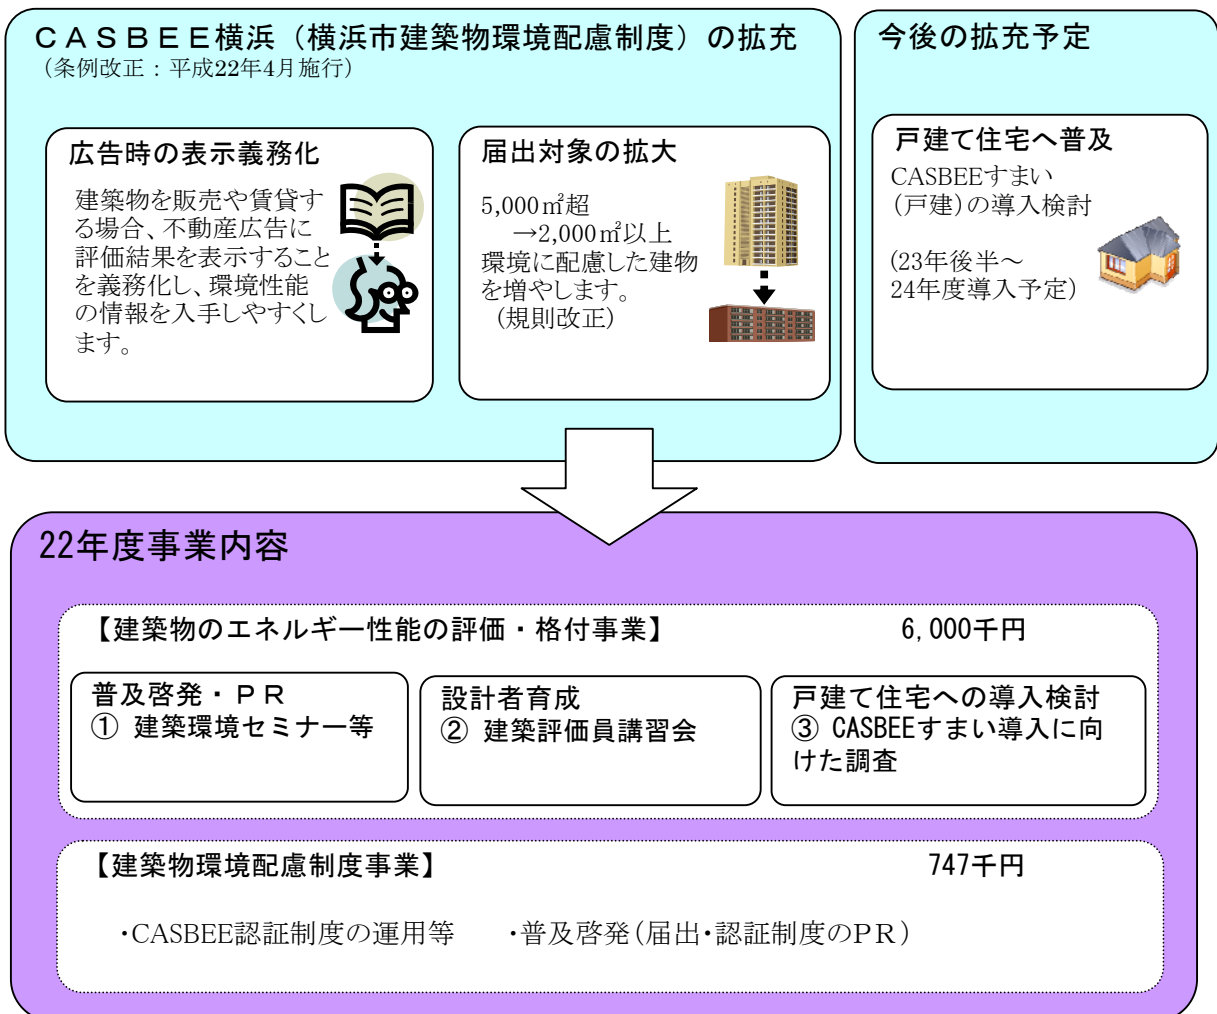 ＣＡＳＢＥＥ横浜（横浜市建築物環境配慮制度）の拡充
（条例改正：平成22年4月施行）
広告時の表示義務化
建築物を販売や賃貸す
る場合、不動産広告に
評価結果を表示すること
を義務化し、環境性能
の情報を入手しやすくし
ます。
届出対象の拡大
5,000㎡超
→2,000㎡以上
環境に配慮した建物
を増やします。
（規則改正）
今後の拡充予定
戸建て住宅へ普及
CASBEEすまい
（戸建）の導入検討
（23年後半～
24年度導入予定）
22年度事業内容
【建築物のエネルギー性能の評価・格付事業】 6,000千円
普及啓発・ＰＲ
① 建築環境セミナー等
設計者育成
② 建築評価員講習会
戸建て住宅への導入検討
③ CASBEEすまい導入に向
けた調査
【建築物環境配慮制度事業】 747千円
・CASBEE認証制度の運用等 ・普及啓発（届出・認証制度のPＲ）